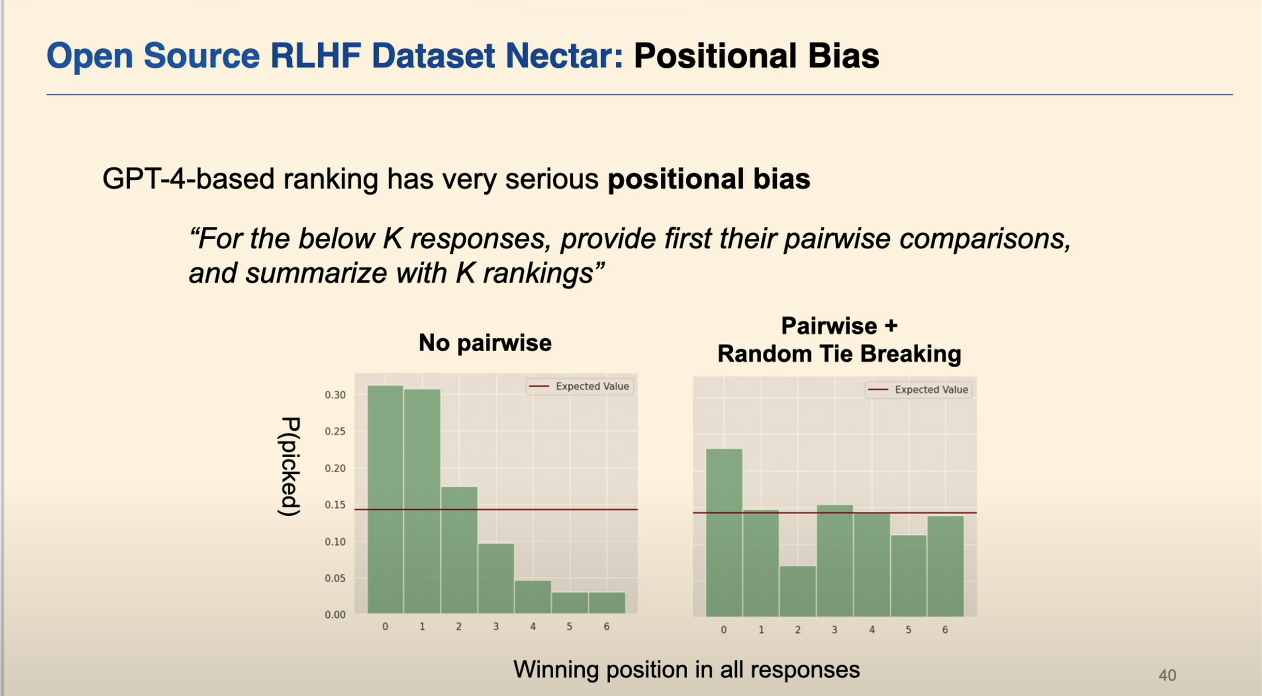 Open Source RLHF Dataset Nectar: Positional Bias
GPT-4-based ranking has very serious positional bias
“For the below K responses, provide first their pairwise comparisons,
and summarize with K rankings”
No pairwise
Pairwise +
Random Tie Breaking
P(picked)
0.30
0.25
0.20
0.15
0.10
0.05
0.00
Expected Value
0 1 2 3 4 5 6
Expected Value
0 1 2 3 4 5 6
Winning position in all responses
40